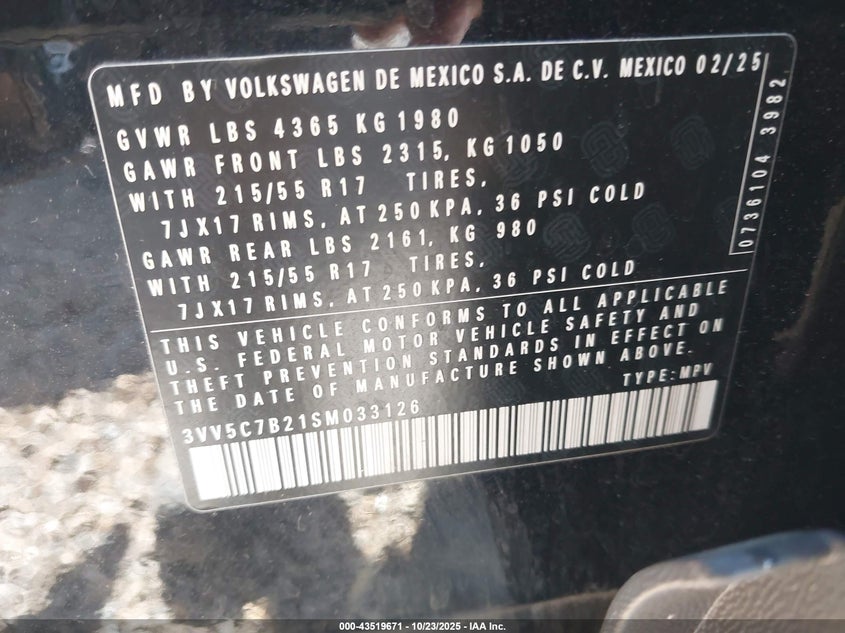 MFD BY VOLKSWAGEN DE MEXICO S.A. DE C.V. MEXICO 02/25
GVWR LBS 4365 KG 1980
GAWR FRONT LBS 2315, KG 1050
WITH 215/55 R17 TIRES,
7JX17 RIMS, AT 250 KPA, 36 PSI COLD
GAWR REAR LBS 2161, KG 980
WITH 215/55 R17 TIRES,
7JX17 RIMS, AT 250 KPA, 36 PSI COLD
THIS VEHICLE CONFORMS TO ALL APPLICABLE
U.S. FEDERAL MOTOR VEHICLE SAFETY AND
THEFT PREVENTION STANDARDS IN EFFECT ON
THE DATE OF MANUFACTURE SHOWN ABOVE.
TYPE: MPV
3VV5C7B21SM033126
0736104 3982
000-43519671 - 10/23/2025 - IAA Inc.